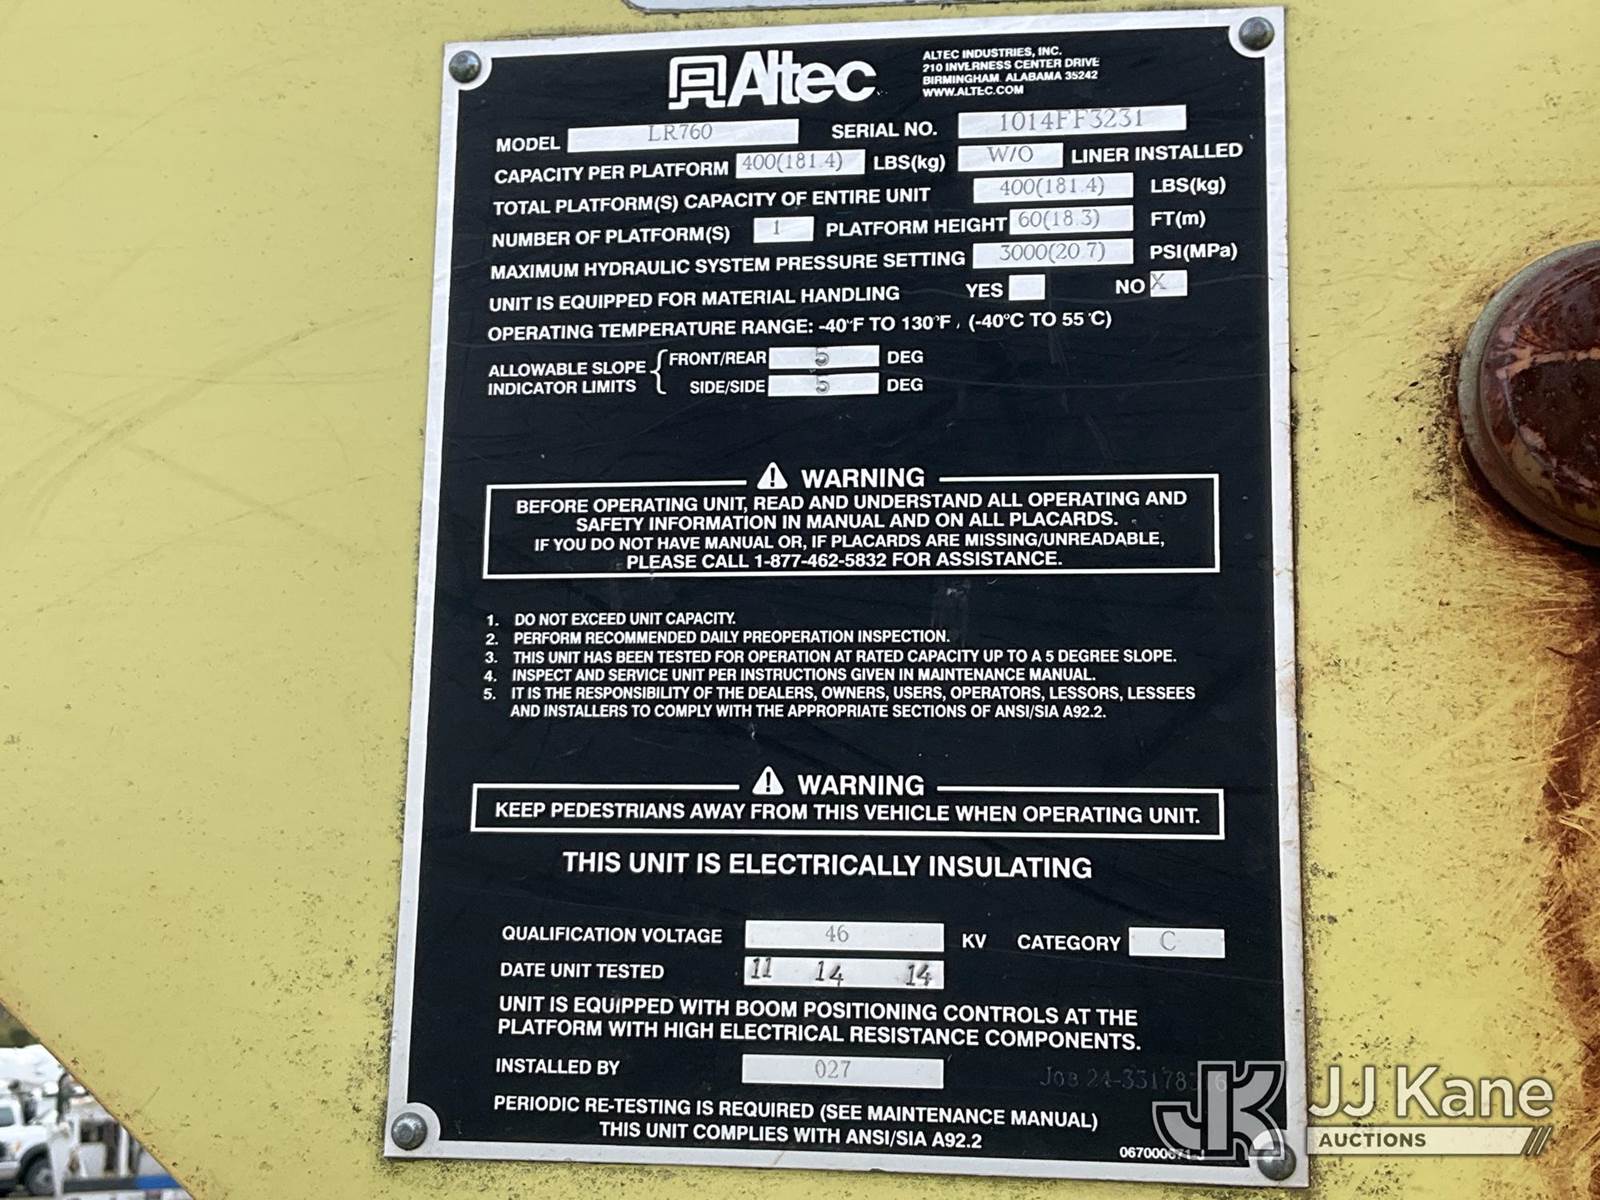 Altec
ALTEC INDUSTRIES, INC.
210 INVERNESS CENTER DRIVE
BIRMINGHAM, ALABAMA 35242
WWW.ALTEC.COM
MODEL LR760 SERIAL NO. 1014FF3231
CAPACITY PER PLATFORM 400(181.4) LBS(kg) W/O LINER INSTALLED
TOTAL PLATFORM(S) CAPACITY OF ENTIRE UNIT 400(181.4) LBS(kg)
NUMBER OF PLATFORM(S) 1 PLATFORM HEIGHT 60(18.3) FT(m)
MAXIMUM HYDRAULIC SYSTEM PRESSURE SETTING 3000(20.7) PSI(MPa)
UNIT IS EQUIPPED FOR MATERIAL HANDLING YES NO X
OPERATING TEMPERATURE RANGE: -40°F TO 130°F, (-40°C TO 55°C)
ALLOWABLE SLOPE INDICATOR LIMITS
FRONT/REAR 5 DEG
SIDE/SIDE 5 DEG
⚠ WARNING
BEFORE OPERATING UNIT, READ AND UNDERSTAND ALL OPERATING AND
SAFETY INFORMATION IN MANUAL AND ON ALL PLACARDS.
IF YOU DO NOT HAVE MANUAL OR, IF PLACARDS ARE MISSING/UNREADABLE,
PLEASE CALL 1-877-462-5832 FOR ASSISTANCE.
1. DO NOT EXCEED UNIT CAPACITY.
2. PERFORM RECOMMENDED DAILY PREOPERATION INSPECTION.
3. THIS UNIT HAS BEEN TESTED FOR OPERATION AT RATED CAPACITY UP TO A 5 DEGREE SLOPE.
4. INSPECT AND SERVICE UNIT PER INSTRUCTIONS GIVEN IN MAINTENANCE MANUAL.
5. IT IS THE RESPONSIBILITY OF THE DEALERS, OWNERS, USERS, OPERATORS, LESSORS, LESSEES
AND INSTALLERS TO COMPLY WITH THE APPROPRIATE SECTIONS OF ANSI/SIA A92.2.
⚠ WARNING
KEEP PEDESTRIANS AWAY FROM THIS VEHICLE WHEN OPERATING UNIT.
THIS UNIT IS ELECTRICALLY INSULATING
QUALIFICATION VOLTAGE 46 KV CATEGORY C
DATE UNIT TESTED 11 14 14
UNIT IS EQUIPPED WITH BOOM POSITIONING CONTROLS AT THE
PLATFORM WITH HIGH ELECTRICAL RESISTANCE COMPONENTS.
INSTALLED BY 027
PERIODIC RE-TESTING IS REQUIRED (SEE MAINTENANCE MANUAL)
THIS UNIT COMPLIES WITH ANSI/SIA A92.2
JK JJ Kane
AUCTIONS